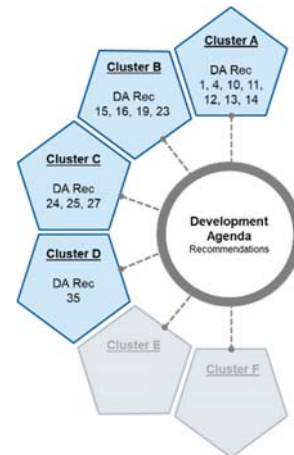 Cluster A
DA Rec
1, 4, 10, 11,
12, 13, 14
Cluster B
DA Rec
15, 16, 19, 23
Cluster C
DA Rec
24, 25, 27
Cluster D
DA Rec
35
Cluster E
Cluster F
Development
Agenda
Recommendations